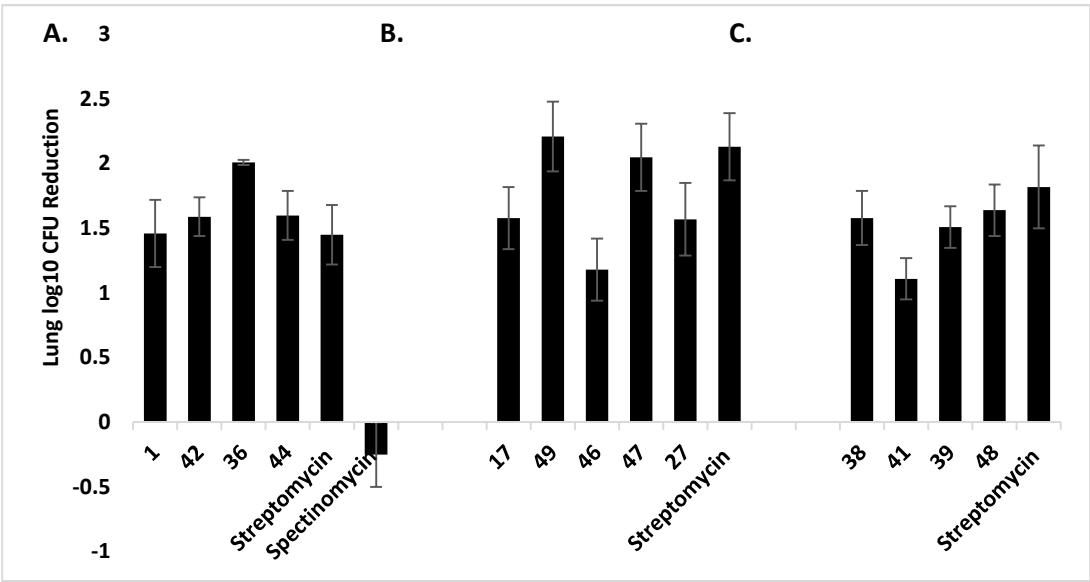 A.
B.
C.
Lung log10 CFU Reduction
3
2.5
2
1.5
1
0.5
0
-0.5
-1
1
42
36
44
Streptomycin
Spectinomycin
17
49
46
47
27
Streptomycin
38
41
39
48
Streptomycin